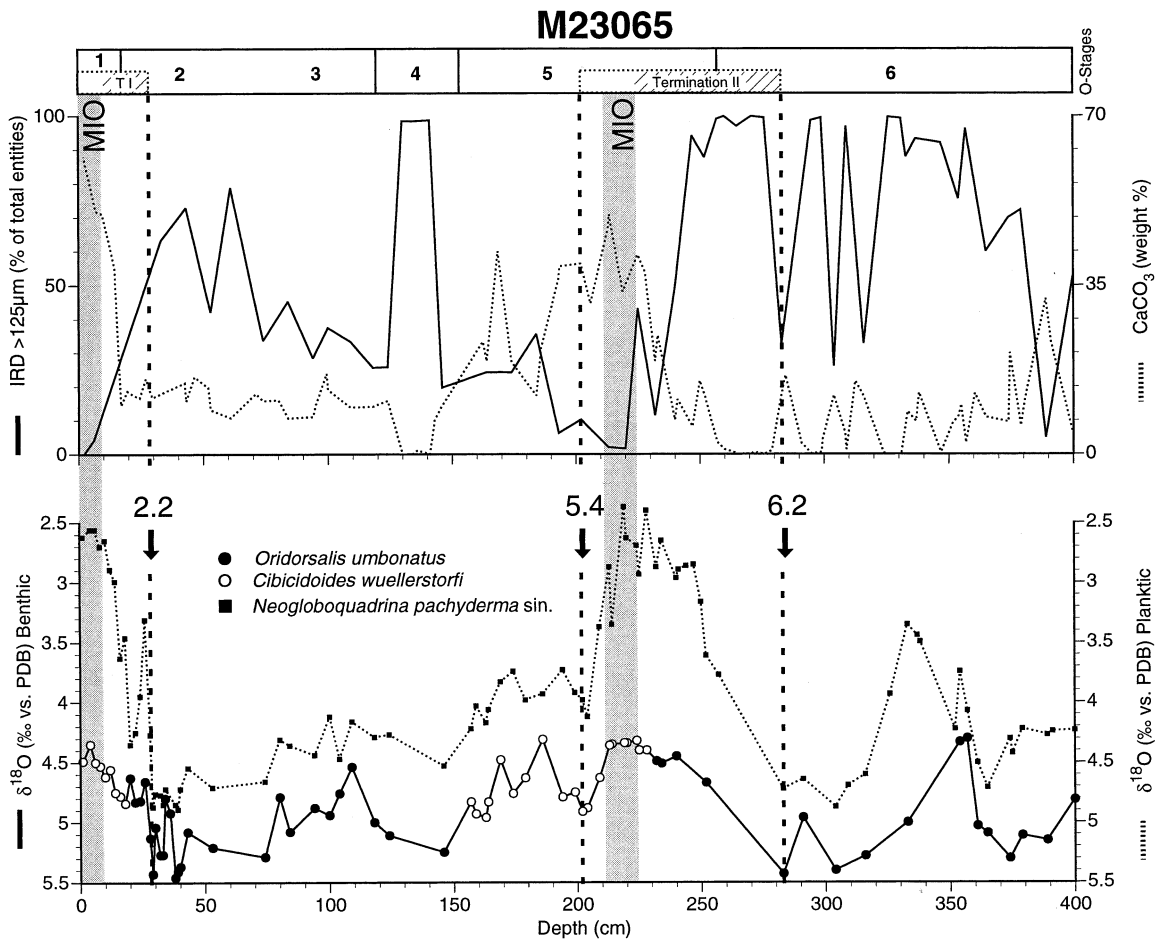 M23065
1 2 3 4 5 6
T I
Termination II
O-Stages
MIO
MIO
100
50
0
IRD >125µm (% of total entities)
70
35
0
CaCO3 (weight %)
2.2
5.4
6.2
Oridorsalis umbonatus
Cibicidoides wuellerstorfi
Neogloboquadrina pachyderma sin.
2.5
3
3.5
4
4.5
5
5.5
δ18O (‰ vs. PDB) Benthic
2.5
3
3.5
4
4.5
5
5.5
δ18O (‰ vs. PDB) Planktic
0 50 100 150 200 250 300 350 400
Depth (cm)